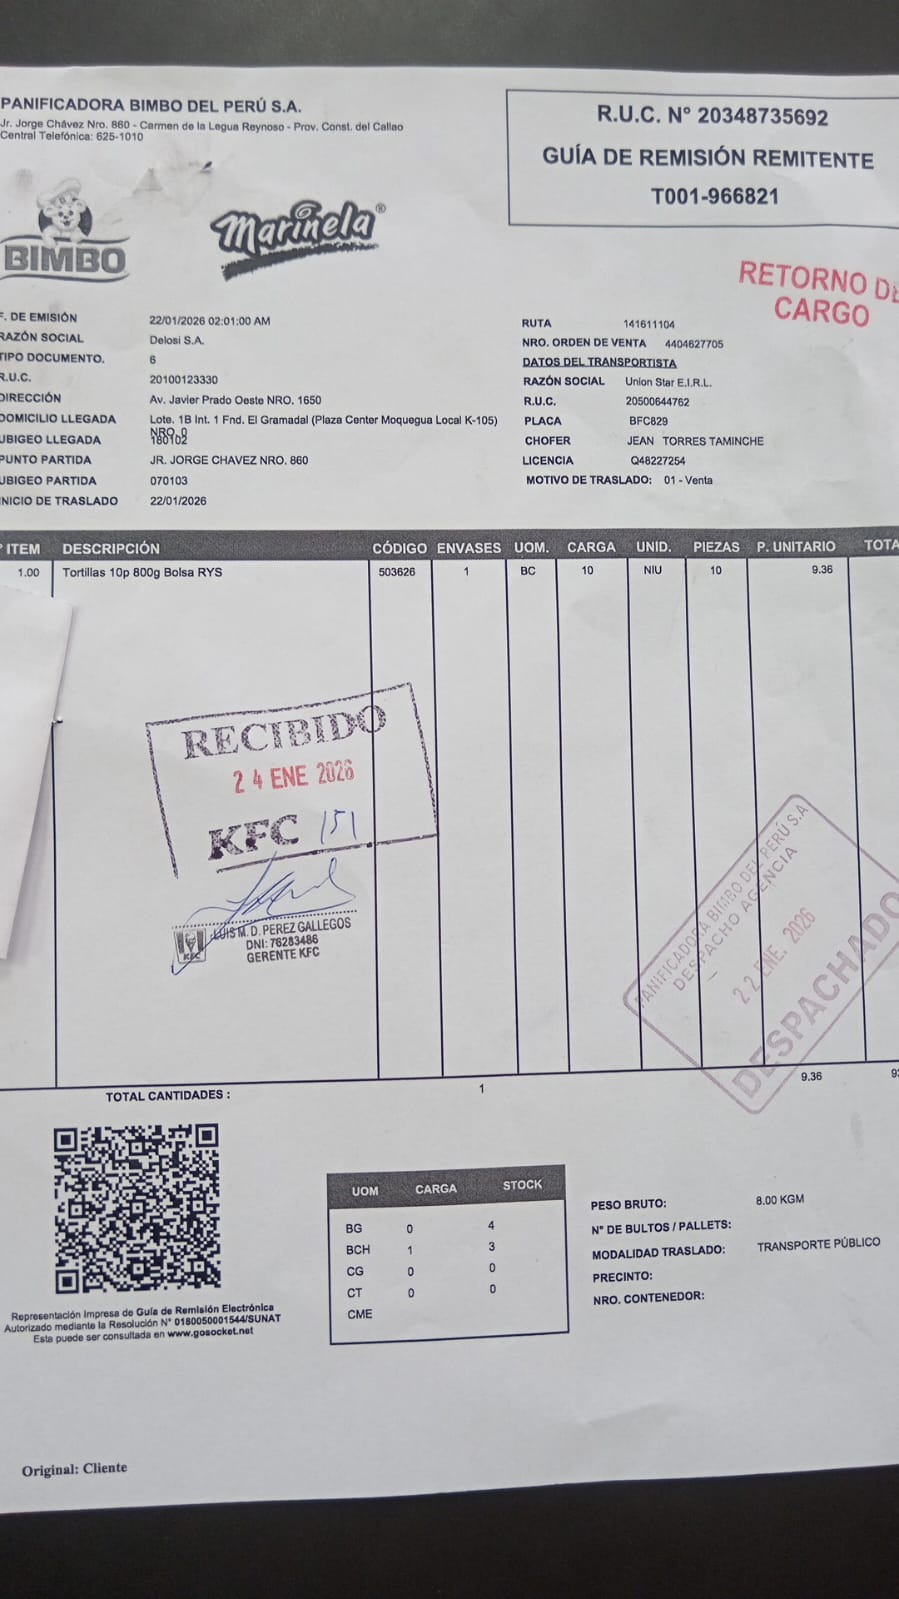 PANIFICADORA BIMBO DEL PERÚ S.A.
Jr. Jorge Chávez Nro. 860 - Carmen de la Legua Reynoso - Prov. Const. del Callao
Central Telefónica: 625-1010
R.U.C. N° 20348735692
GUÍA DE REMISIÓN REMITENTE
T001-966821
BIMBO
Marinela®
RETORNO DE
CARGO
F. DE EMISIÓN 22/01/2026 02:01:00 AM
RAZÓN SOCIAL Delosi S.A.
TIPO DOCUMENTO. 6
R.U.C. 20100123330
DIRECCIÓN Av. Javier Prado Oeste NRO. 1650
DOMICILIO LLEGADA Lote. 1B Int. 1 Fnd. El Gramadal (Plaza Center Moquegua Local K-105)
NRO. 0
UBIGEO LLEGADA 180102
PUNTO PARTIDA JR. JORGE CHAVEZ NRO. 860
UBIGEO PARTIDA 070103
INICIO DE TRASLADO 22/01/2026
RUTA 141611104
NRO. ORDEN DE VENTA 4404627705
DATOS DEL TRANSPORTISTA
RAZÓN SOCIAL Union Star E.I.R.L.
R.U.C. 20500644762
PLACA BFC829
CHOFER JEAN TORRES TAMINCHE
LICENCIA Q48227254
MOTIVO DE TRASLADO: 01 - Venta
ITEM DESCRIPCIÓN CÓDIGO ENVASES UOM. CARGA UNID. PIEZAS P. UNITARIO TOTA
1.00 Tortillas 10p 800g Bolsa RYS 503626 1 BC 10 NIU 10 9.36
RECIBIDO
24 ENE 2026
KFC 151
LUIS M. D. PEREZ GALLEGOS
DNI: 76283486
GERENTE KFC
KFC
PANIFICADORA BIMBO DEL PERÚ S.A
DESPACHO AGENCIA
22 ENE. 2026
DESPACHADO
TOTAL CANTIDADES : 1 9.36 93
UOM CARGA STOCK
BG 0 4
BCH 1 3
CG 0 0
CT 0 0
CME
PESO BRUTO: 8.00 KGM
N° DE BULTOS / PALLETS:
MODALIDAD TRASLADO: TRANSPORTE PÚBLICO
PRECINTO:
NRO. CONTENEDOR:
Representación Impresa de Guía de Remisión Electrónica
Autorizado mediante la Resolución N° 0180050001544/SUNAT
Esta puede ser consultada en www.gosocket.net
Original: Cliente